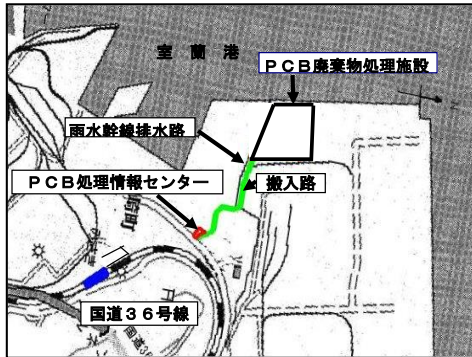 室蘭港
PCB廃棄物処理施設
雨水幹線排水路
PCB処理情報センター
搬入路
国道36号線